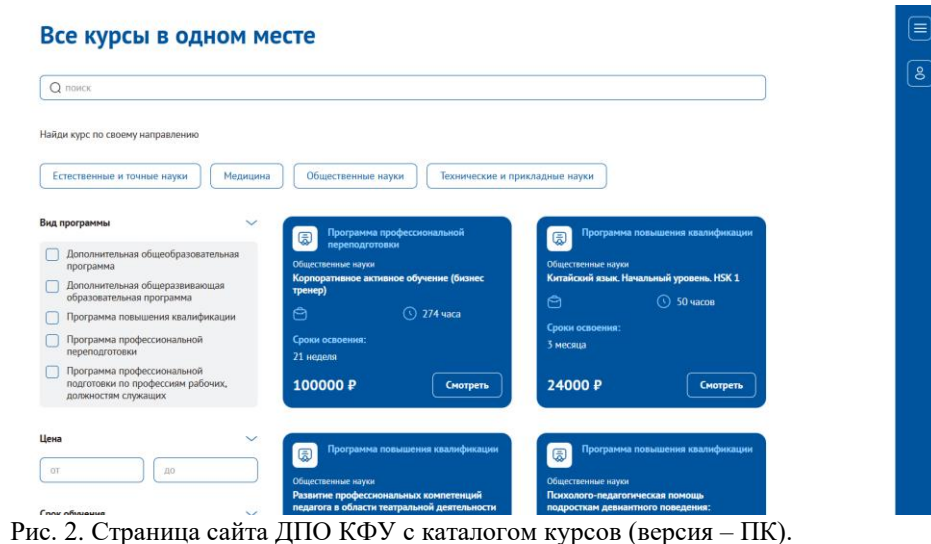 Все курсы в одном месте
поиск
Найди курс по своему направлению
Естественные и точные науки
Медицина
Общественные науки
Технические и прикладные науки
Вид программы
Дополнительная общеобразовательная
программа
Дополнительная общеразвивающая
образовательная программа
Программа повышения квалификации
Программа профессиональной
переподготовки
Программа профессиональной
подготовки по профессиям рабочих,
должностям служащих
Цена
от
до
Срок обучения
Программа профессиональной
переподготовки
Общественные науки
Корпоративное активное обучение (бизнес
тренер)
274 часа
Сроки освоения:
21 неделя
100000 ₽
Смотреть
Программа повышения квалификации
Общественные науки
Китайский язык. Начальный уровень. HSK 1
50 часов
Сроки освоения:
3 месяца
24000 ₽
Смотреть
Программа повышения квалификации
Общественные науки
Развитие профессиональных компетенций
педагога в области театральной деятельности
Программа повышения квалификации
Общественные науки
Психолого-педагогическая помощь
подросткам девиантного поведения:
Рис. 2. Страница сайта ДПО КФУ с каталогом курсов (версия – ПК).